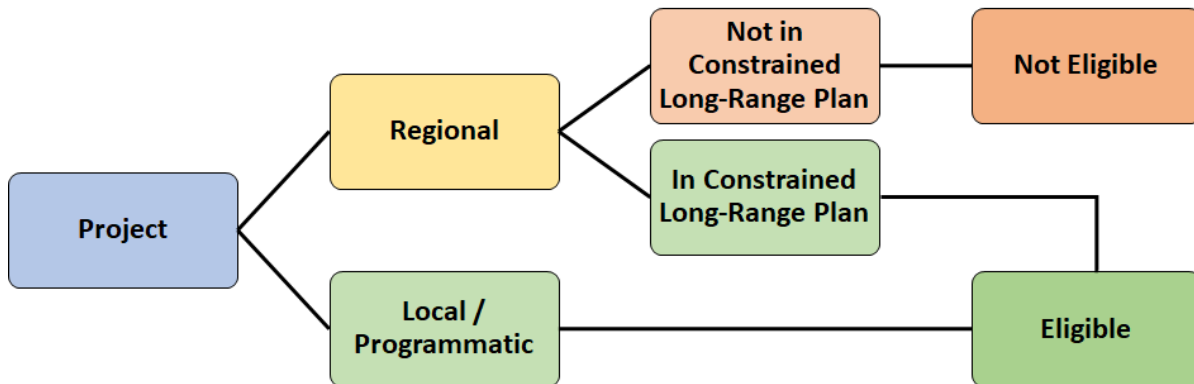 Not in
Constrained
Long-Range Plan
Not Eligible
Regional
In Constrained
Long-Range Plan
Project
Local /
Programmatic
Eligible